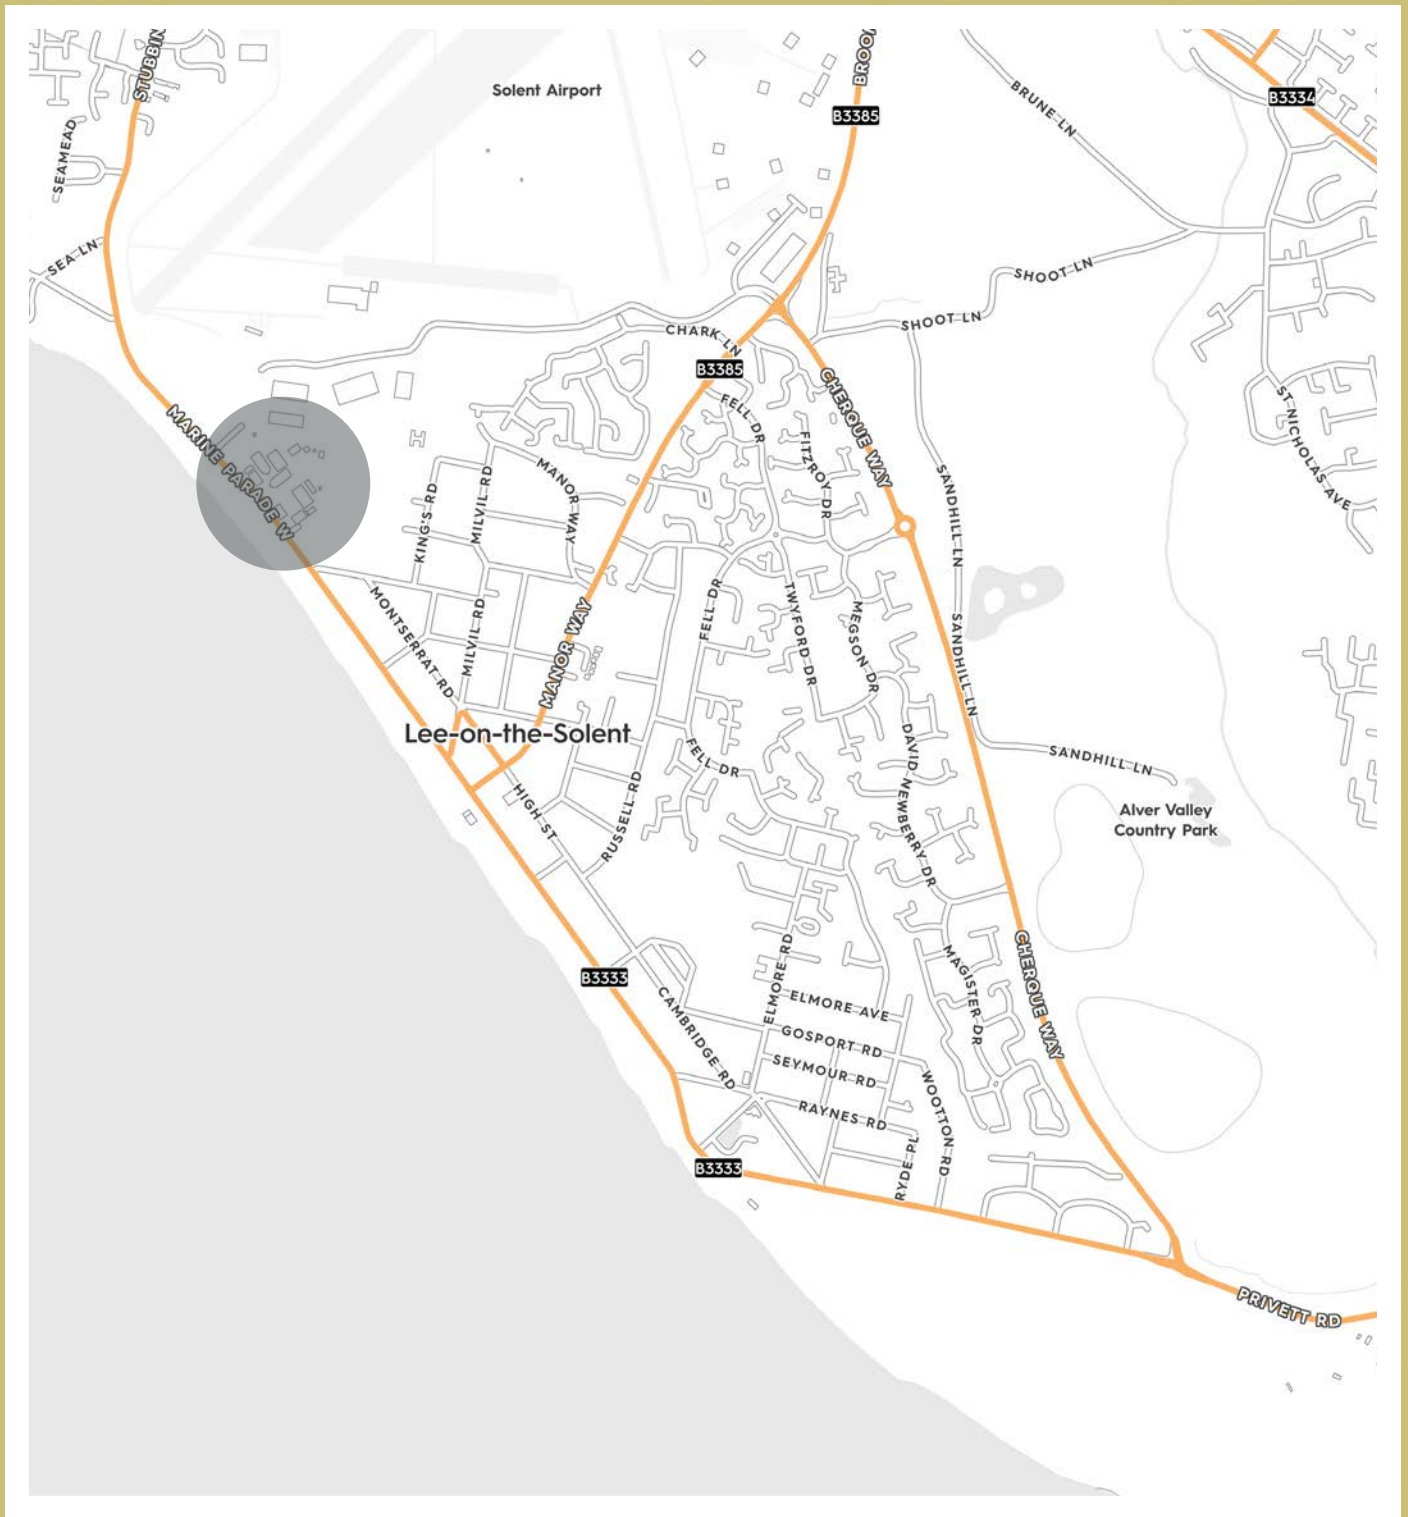 STUBBIN
BROO
Solent Airport
B3385
B3334
BRUNE LN
SEAMEAD
SEA LN
SHOOT LN
SHOOT LN
CHARK LN
B3385
CHERQUE WAY
FELL DR
ST NICHOLAS AVE
MARINE PARADE W
FITZROY DR
MANOR WAY
KING'S RD
MILVIL RD
SANDHILL LN
FELL DR
TWYFORD DR
MEGSON DR
MONTSERRAT RD
MILVIL RD
MANOR WAY
SANDHILL LN
Lee-on-the-Solent
FELL DR
DAVID NEWBERRY DR
SANDHILL LN
HIGH ST
RUSSELL RD
Alver Valley
Country Park
B3333
ELMORE RD
MAGISTER DR
CHERQUE WAY
CAMBRIDGE RD
ELMORE AVE
GOSPORT RD
SEYMOUR RD
RAYNES RD
WOOTTON RD
RYDE PL
B3333
PRIVETT RD